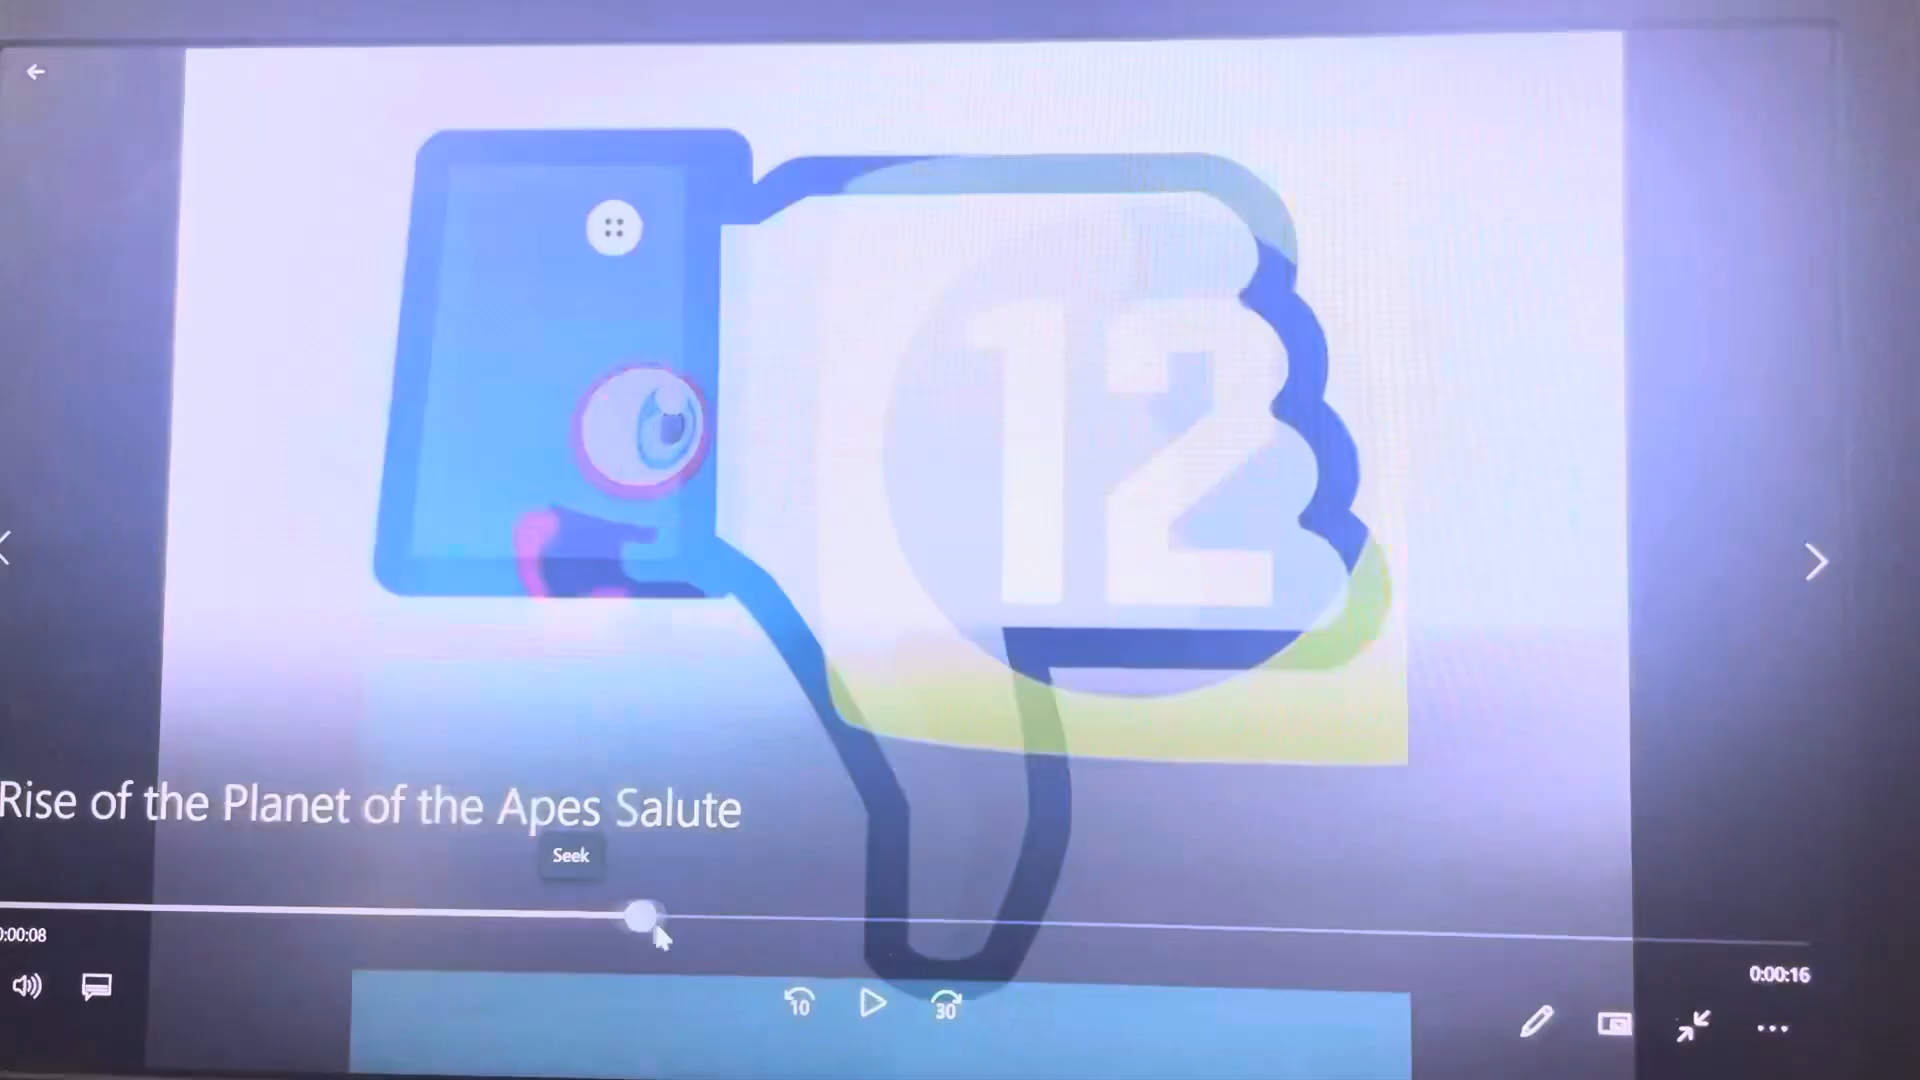 12
Rise of the Planet of the Apes Salute
Seek
0:00:08
0:00:16
10
30